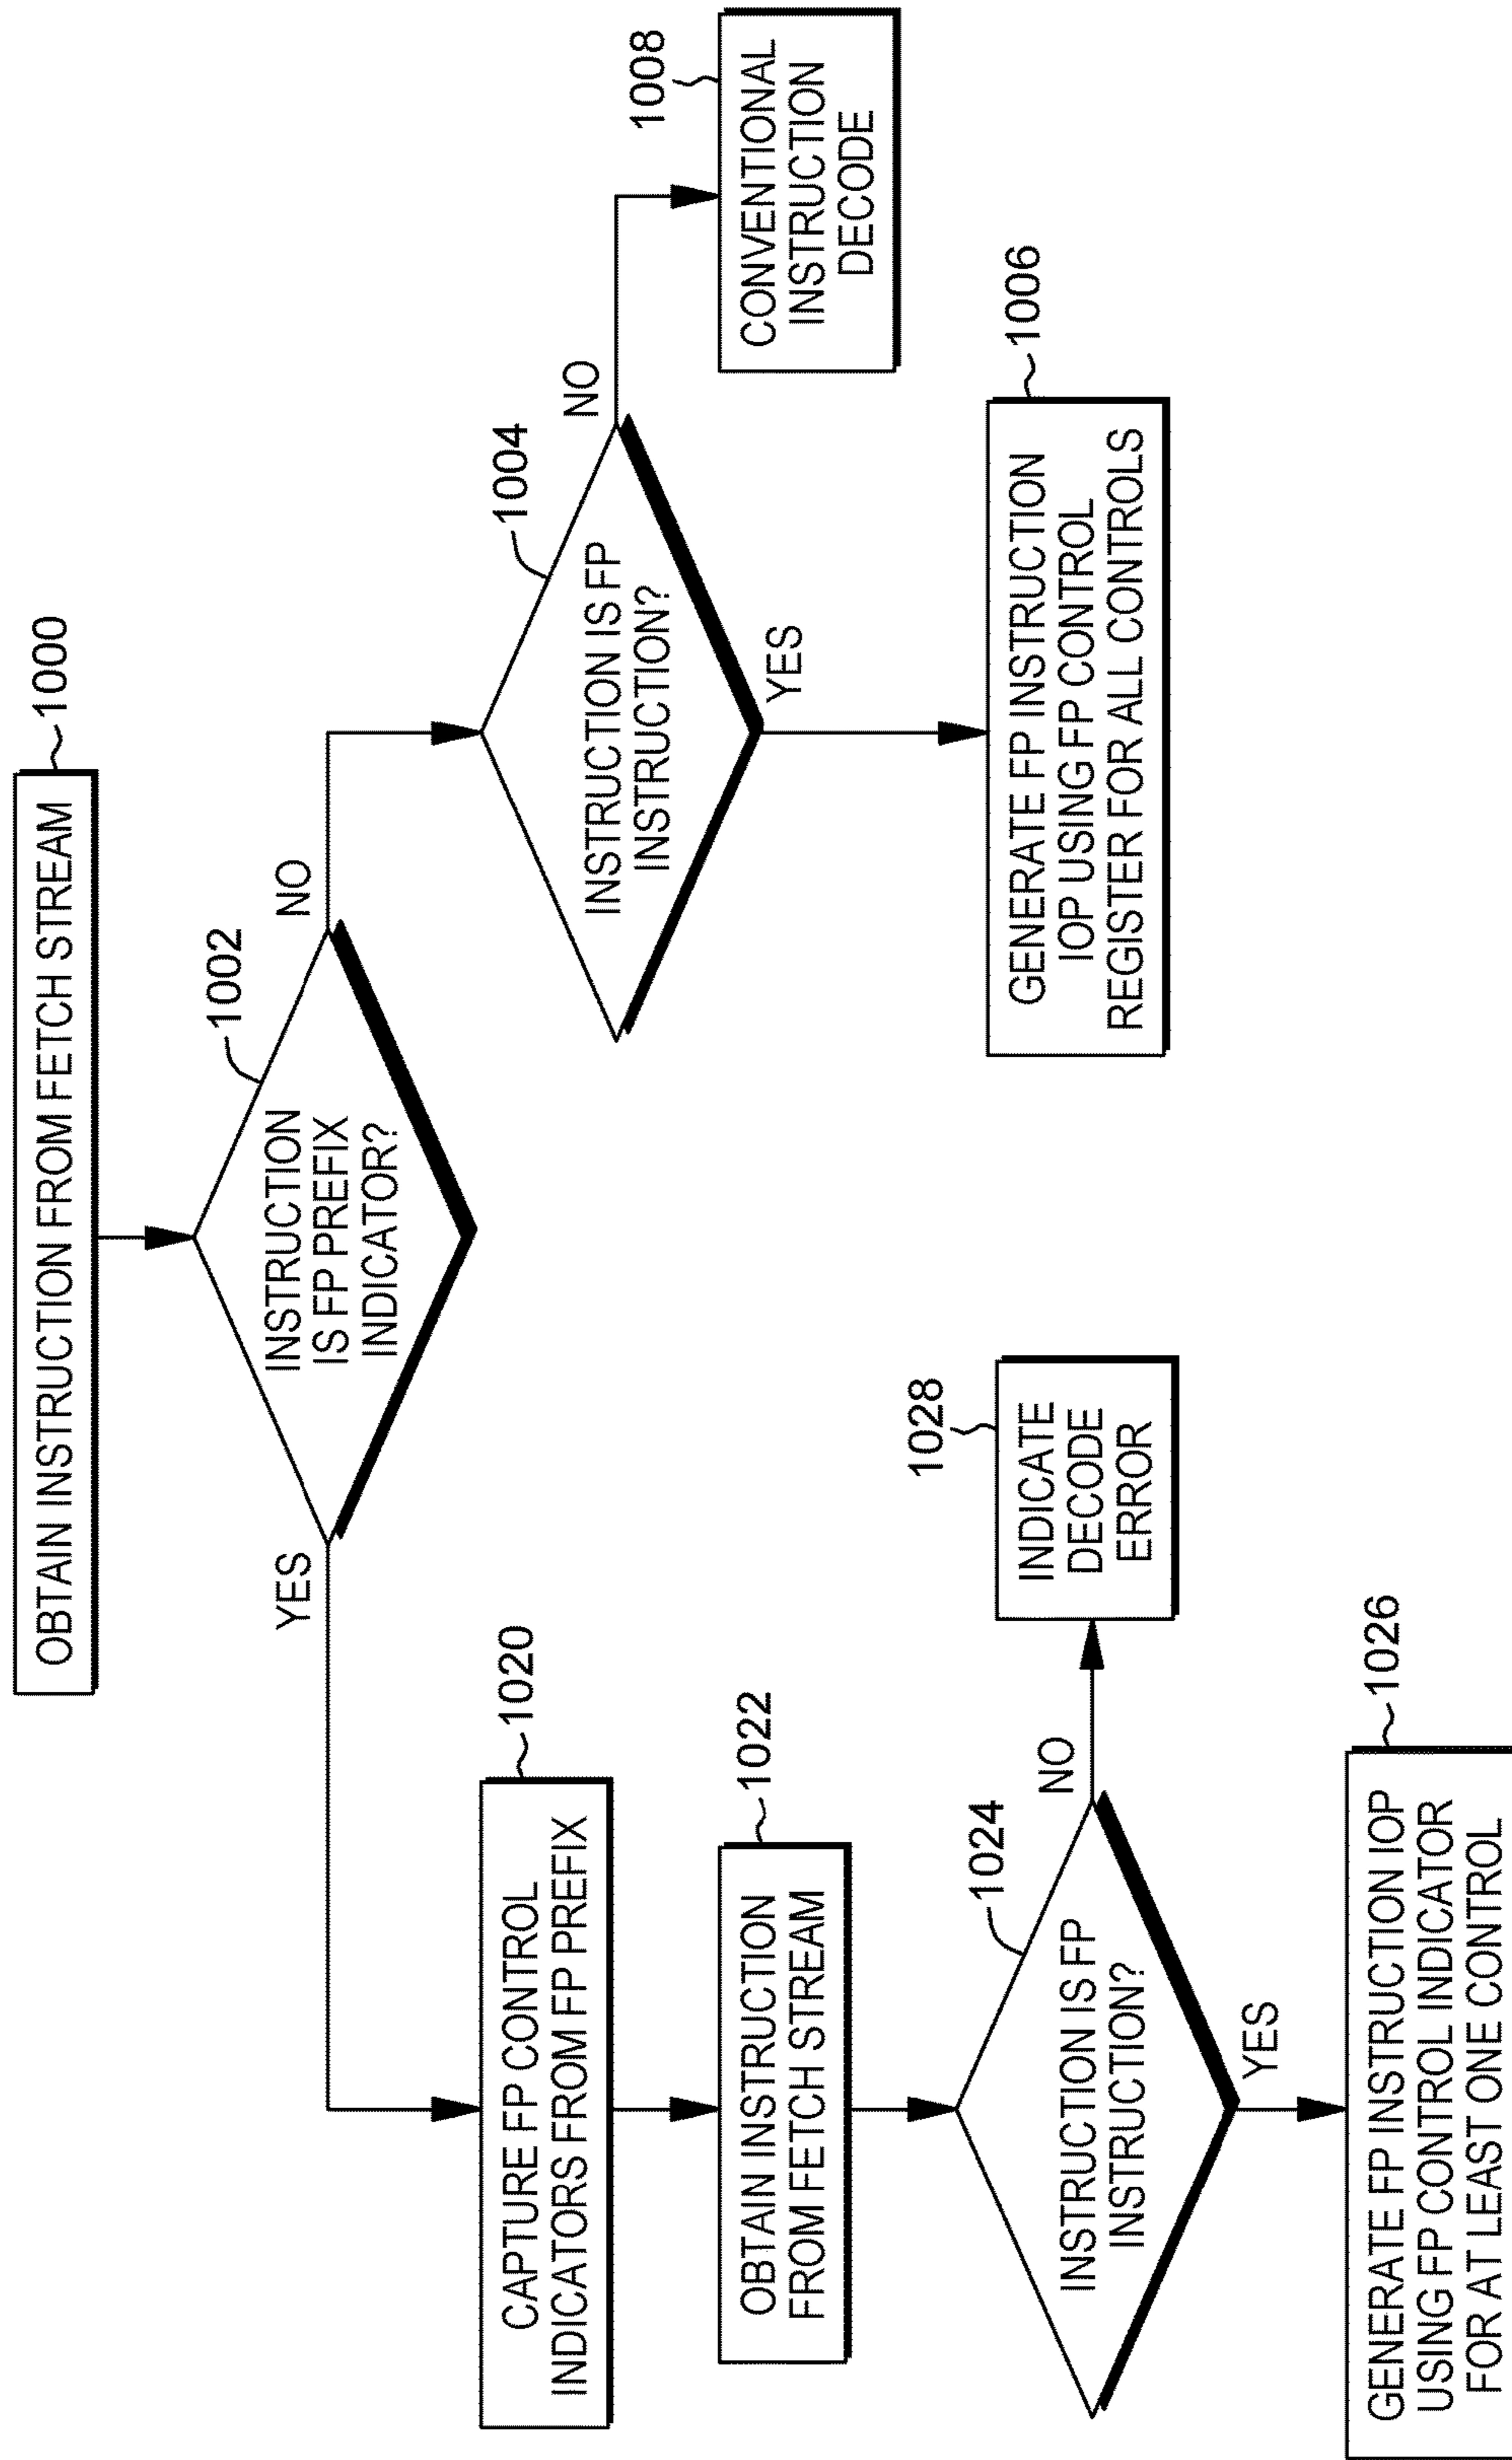 OBTAIN INSTRUCTION FROM FETCH STREAM
1000
INSTRUCTION
IS FP PREFIX
INDICATOR?
1002
YES
NO
CAPTURE FP CONTROL
INDICATORS FROM FP PREFIX
1020
OBTAIN INSTRUCTION
FROM FETCH STREAM
1022
INSTRUCTION IS FP
INSTRUCTION?
1024
NO
INDICATE
DECODE
ERROR
1028
YES
GENERATE FP INSTRUCTION IOP
USING FP CONTROL INDICATOR
FOR AT LEAST ONE CONTROL
1026
INSTRUCTION IS FP
INSTRUCTION?
1004
NO
CONVENTIONAL
INSTRUCTION
DECODE
1008
YES
GENERATE FP INSTRUCTION
IOP USING FP CONTROL
REGISTER FOR ALL CONTROLS
1006